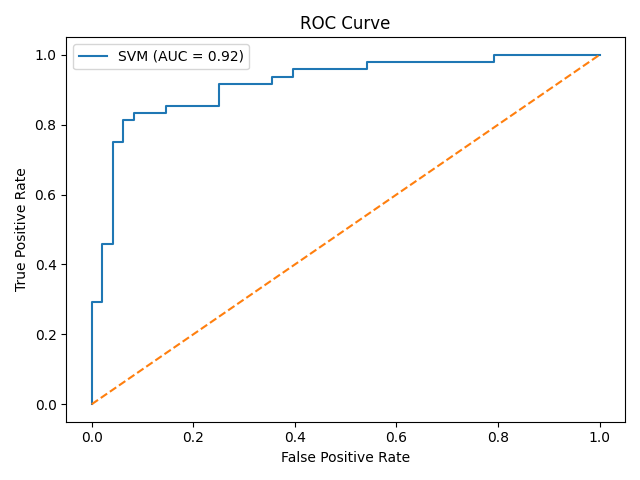 ROC Curve
SVM (AUC = 0.92)
1.0
0.8
0.6
0.4
0.2
0.0
True Positive Rate
0.0 0.2 0.4 0.6 0.8 1.0
False Positive Rate